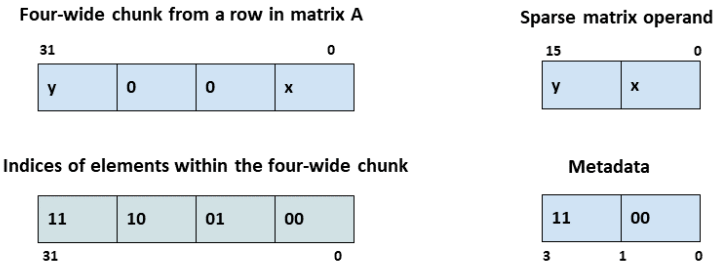 Four-wide chunk from a row in matrix A
31 0
y 0 0 x
Indices of elements within the four-wide chunk
11 10 01 00
31 0
Sparse matrix operand
15 0
y x
Metadata
11 00
3 1 0